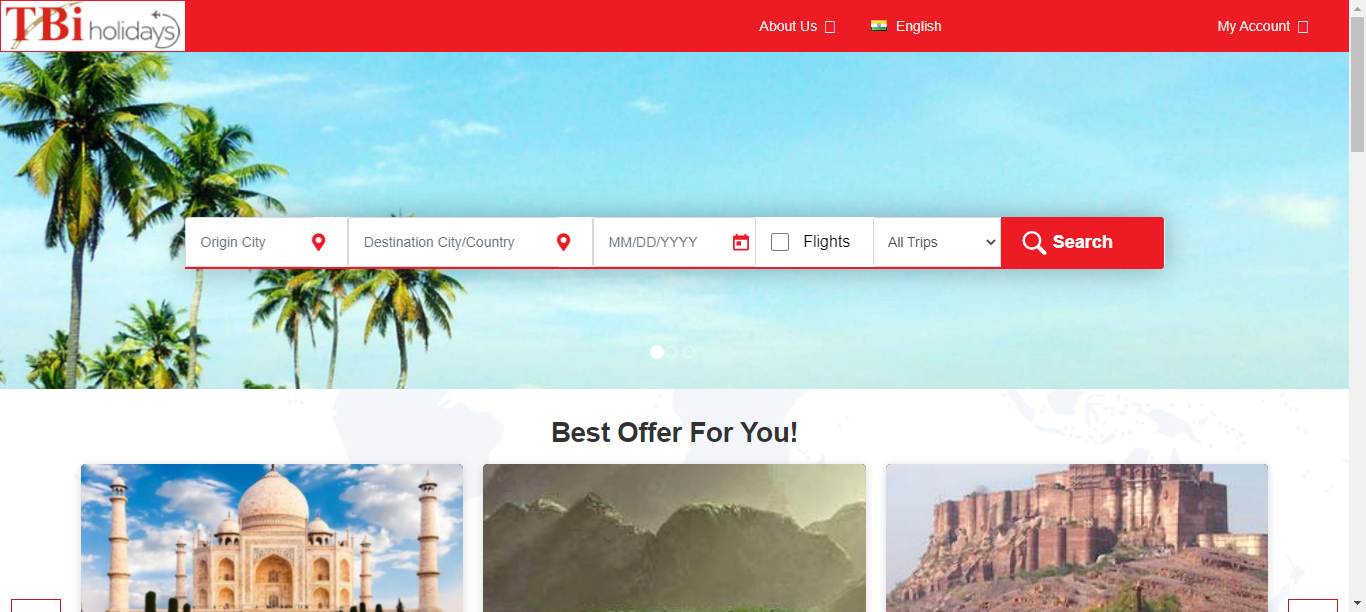 TBi holidays
About Us
English
My Account
Origin City
Destination City/Country
MM/DD/YYYY
Flights
All Trips
Search
Best Offer For You!